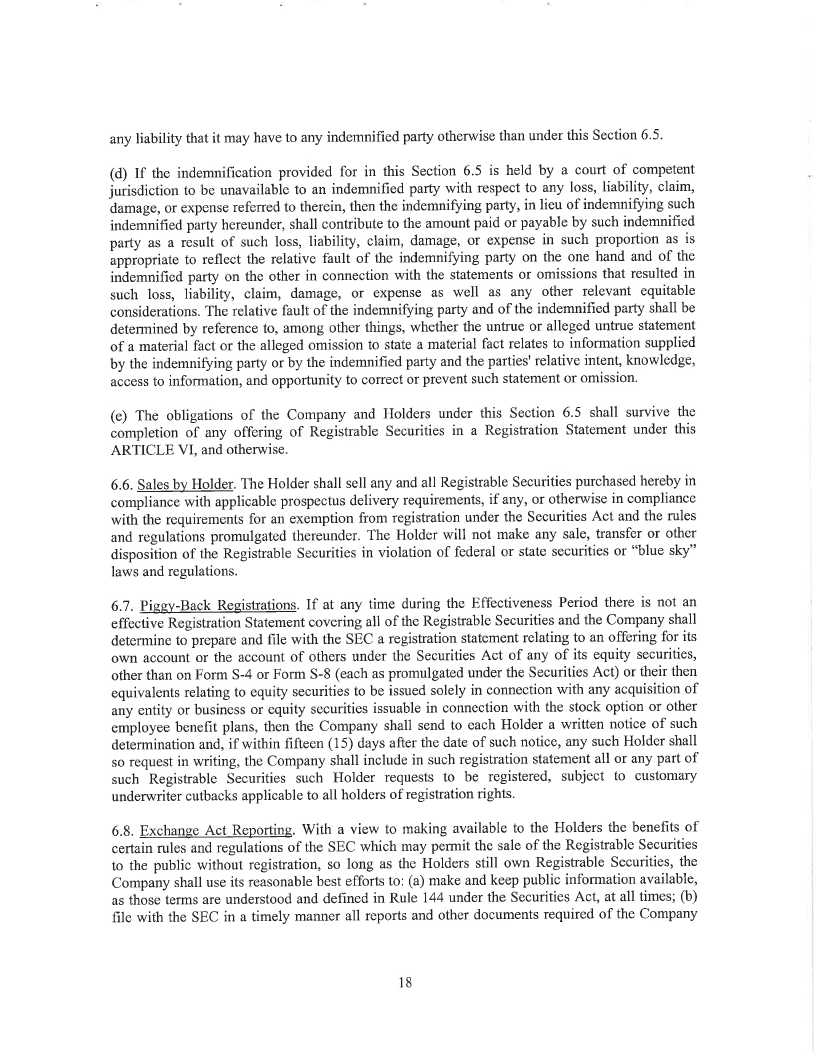 any liability that it may have to any indemnified party otherwise than under this Section 6.5.
(d) If the indemnification provided for in this Section 6.5 is held by a court of competent
jurisdiction to be unavailable to an indemnified party with respect to any loss, liability, claim,
damage, or expense referred to therein, then the indemnifying party, in lieu of indemnifying such
indemnified party hereunder, shall contribute to the amount paid or payable by such indemnified
party as a result of such loss, liability, claim, damage, or expense in such proportion as is
appropriate to reflect the relative fault of the indemnifying party on the one hand and of the
indemnified party on the other in connection with the statements or omissions that resulted in
such loss, liability, claim, damage, or expense as well as any other relevant equitable
considerations. The relative fault of the indemnifying party and of the indemnified party shall be
determined by reference to, among other things, whether the untrue or alleged untrue statement
of a material fact or the alleged omission to state a material fact relates to information supplied
by the indemnifying party or by the indemnified party and the parties' relative intent, knowledge,
access to information, and opportunity to correct or prevent such statement or omission.
(e) The obligations of the Company and Holders under this Section 6.5 shall survive the
completion of any offering of Registrable Securities in a Registration Statement under this
ARTICLE VI, and otherwise.
6.6. Sales by Holder. The Holder shall sell any and all Registrable Securities purchased hereby in
compliance with applicable prospectus delivery requirements, if any, or otherwise in compliance
with the requirements for an exemption from registration under the Securities Act and the rules
and regulations promulgated thereunder. The Holder will not make any sale, transfer or other
disposition of the Registrable Securities in violation of federal or state securities or “blue sky”
laws and regulations.
6.7. Piggy-Back Registrations. If at any time during the Effectiveness Period there is not an
effective Registration Statement covering all of the Registrable Securities and the Company shall
determine to prepare and file with the SEC a registration statement relating to an offering for its
own account or the account of others under the Securities Act of any of its equity securities,
other than on Form S-4 or Form S-8 (each as promulgated under the Securities Act) or their then
equivalents relating to equity securities to be issued solely in connection with any acquisition of
any entity or business or equity securities issuable in connection with the stock option or other
employee benefit plans, then the Company shall send to each Holder a written notice of such
determination and, if within fifteen (15) days after the date of such notice, any such Holder shall
so request in writing, the Company shall include in such registration statement all or any part of
such Registrable Securities such Holder requests to be registered, subject to customary
underwriter cutbacks applicable to all holders of registration rights.
6.8. Exchange Act Reporting. With a view to making available to the Holders the benefits of
certain rules and regulations of the SEC which may permit the sale of the Registrable Securities
to the public without registration, so long as the Holders still own Registrable Securities, the
Company shall use its reasonable best efforts to: (a) make and keep public information available,
as those terms are understood and defined in Rule 144 under the Securities Act, at all times; (b)
file with the SEC in a timely manner all reports and other documents required of the Company
18